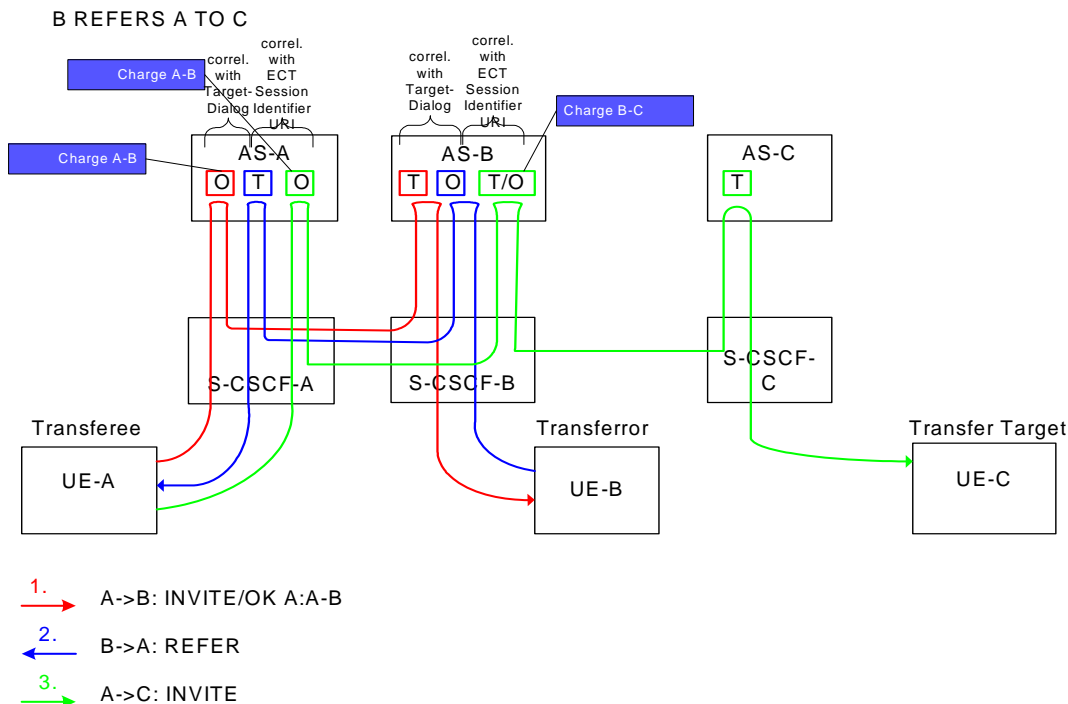 B REFERS A TO C
correl.
with
Target-
Dialog
correl.
with
ECT
Session
Identifier
URI
correl.
with
Target-
Dialog
correl.
with
ECT
Session
Identifier
URI
Charge A-B
Charge A-B
Charge B-C
AS-A
O
T
O
AS-B
T
O
T/O
AS-C
T
S-CSCF-A
S-CSCF-B
S-CSCF-
C
Transferee
UE-A
Transferror
UE-B
Transfer Target
UE-C
1.
A->B: INVITE/OK A:A-B
2.
B->A: REFER
3.
A->C: INVITE